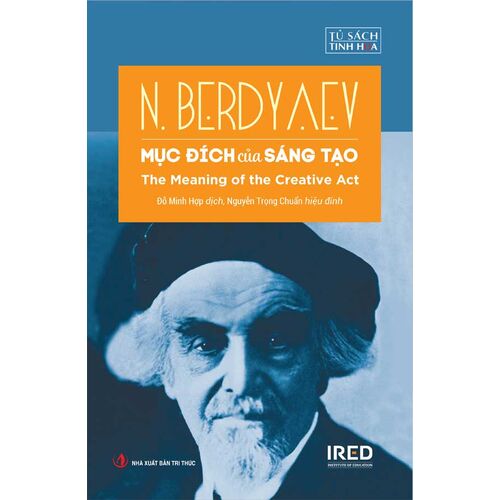 TỦ SÁCH
TINH HOA
N. BERDYAEV
MỤC ĐÍCH của SÁNG TẠO
The Meaning of the Creative Act
Đỗ Minh Hợp dịch, Nguyễn Trọng Chuẩn hiệu đính
NHÀ XUẤT BẢN TRI THỨC
IRED
INSTITUTE OF EDUCATION